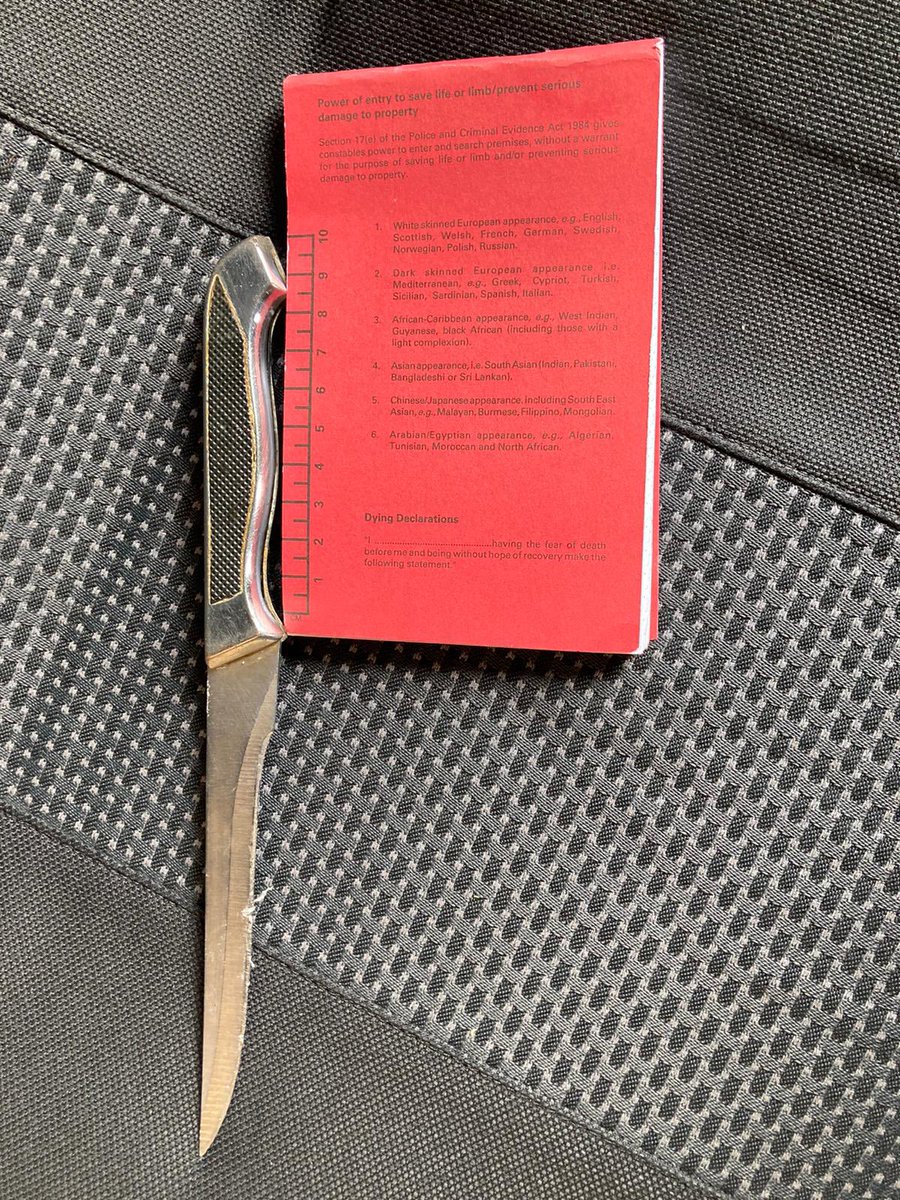 Power of entry to save life or limb/prevent serious
damage to property
Section 17(e) of the Police and Criminal Evidence Act 1984 gives
constables power to enter and search premises, without a warrant
for the purpose of saving life or limb and/or preventing serious
damage to property.
1. White skinned European appearance, e.g., English,
Scottish, Welsh, French, German, Swedish,
Norwegian, Polish, Russian.
2. Dark skinned European appearance i.e.
Mediterranean, e.g., Greek, Cypriot, Turkish,
Sicilian, Sardinian, Spanish, Italian.
3. African-Caribbean appearance, e.g., West Indian,
Guyanese, black African (including those with a
light complexion).
4. Asian appearance, i.e. South Asian (Indian, Pakistani,
Bangladeshi or Sri Lankan).
5. Chinese/Japanese appearance. including South East
Asian, e.g., Malayan, Burmese, Filippino, Mongolian.
6. Arabian/Egyptian appearance, e.g., Algerian,
Tunisian, Moroccan and North African.
Dying Declarations
"I ..............................................having the fear of death
before me and being without hope of recovery make the
following statement."
10
9
8
7
6
5
4
3
2
1